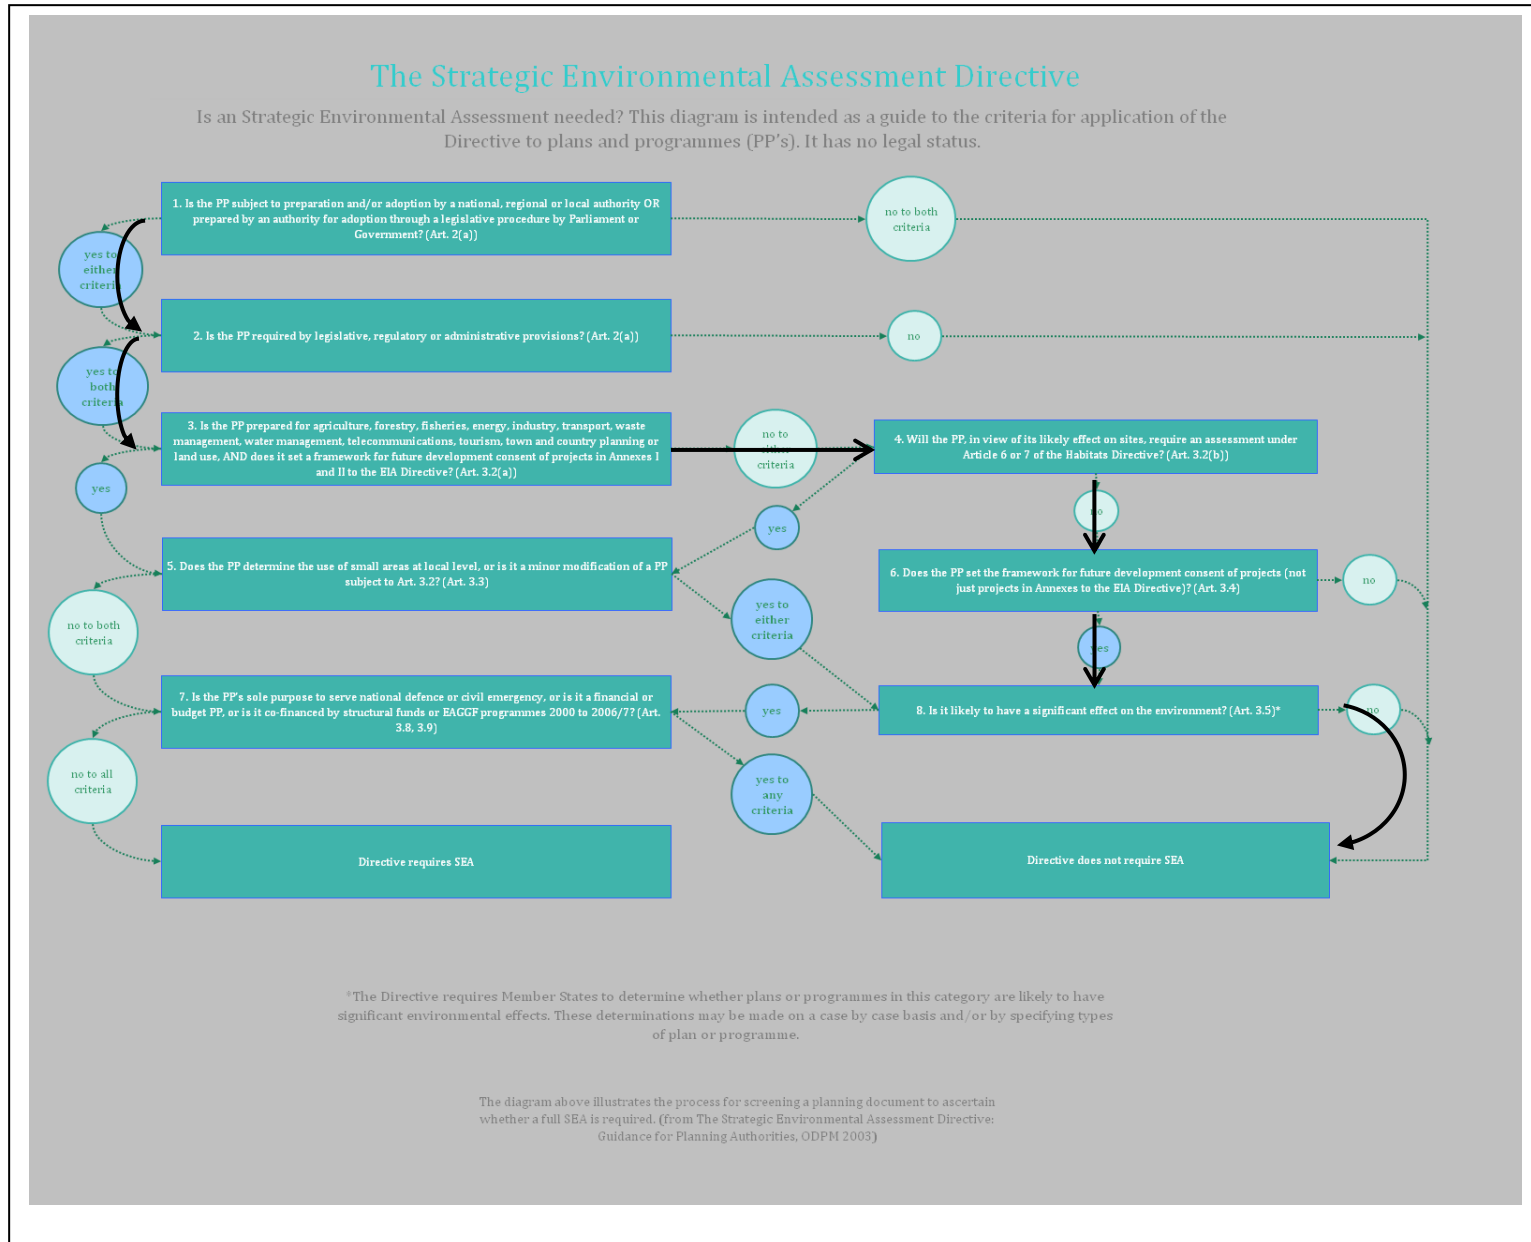 The Strategic Environmental Assessment Directive
Is an Strategic Environmental Assessment needed? This diagram is intended as a guide to the criteria for application of the
Directive to plans and programmes (PP's). It has no legal status.
1. Is the PP subject to preparation and/or adoption by a national, regional or local authority OR
prepared by an authority for adoption through a legislative procedure by Parliament or
Government? (Art. 2(a))
no to both
criteria
yes to
either
criteria
2. Is the PP required by legislative, regulatory or administrative provisions? (Art. 2(a))
no
yes to
both
criteria
3. Is the PP prepared for agriculture, forestry, fisheries, energy, industry, transport, waste
management, water management, telecommunications, tourism, town and country planning or
land use, AND does it set a framework for future development consent of projects in Annexes I
and II to the EIA Directive? (Art. 3.2(a))
no to
either
criteria
4. Will the PP, in view of its likely effect on sites, require an assessment under
Article 6 or 7 of the Habitats Directive? (Art. 3.2(b))
yes
no
yes
5. Does the PP determine the use of small areas at local level, or is it a minor modification of a PP
subject to Art. 3.2? (Art. 3.3)
6. Does the PP set the framework for future development consent of projects (not
just projects in Annexes to the EIA Directive)? (Art. 3.4)
no
no to both
criteria
yes to
either
criteria
yes
7. Is the PP's sole purpose to serve national defence or civil emergency, or is it a financial or
budget PP, or is it co-financed by structural funds or EAGGF programmes 2000 to 2006/7? (Art.
3.8, 3.9)
yes
8. Is it likely to have a significant effect on the environment? (Art. 3.5)*
no
no to all
criteria
yes to
any
criteria
Directive requires SEA
Directive does not require SEA
*The Directive requires Member States to determine whether plans or programmes in this category are likely to have
significant environmental effects. These determinations may be made on a case by case basis and/or by specifying types
of plan or programme.
The diagram above illustrates the process for screening a planning document to ascertain
whether a full SEA is required. (from The Strategic Environmental Assessment Directive:
Guidance for Planning Authorities, ODPM 2003)